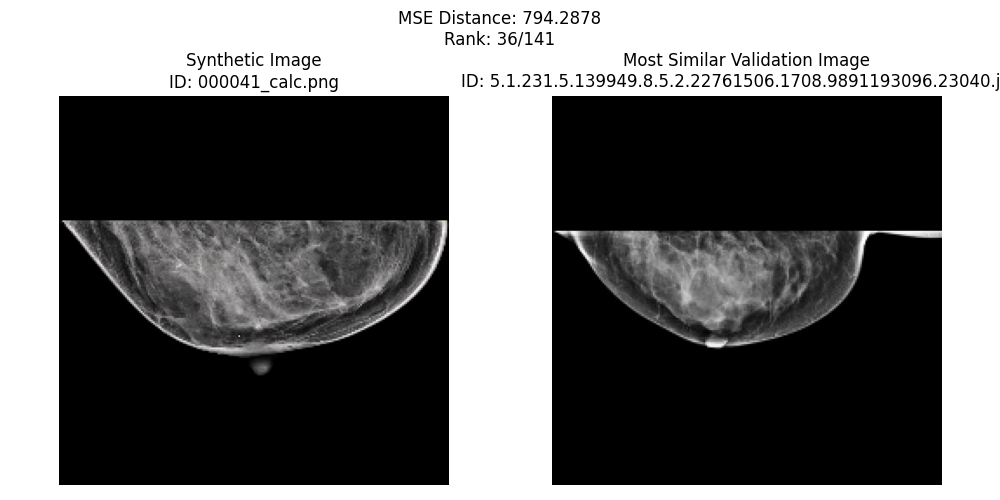 MSE Distance: 794.2878
Rank: 36/141
Synthetic Image
ID: 000041_calc.png
Most Similar Validation Image
ID: 5.1.231.5.139949.8.5.2.22761506.1708.9891193096.23040.j